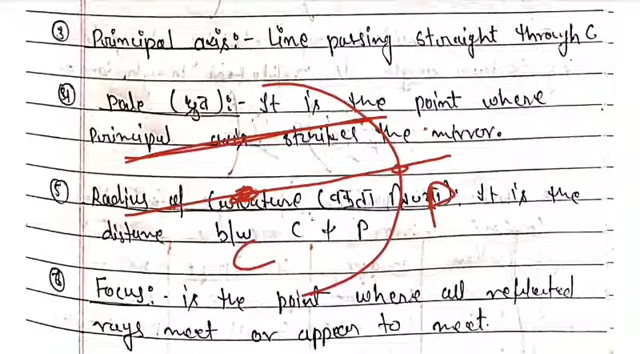 ③ Principal axis:- Line passing straight through C
④ Pole (ध्रुव):- It is the point where
Principal axis strikes the mirror.
⑤ Radius of Curvature (वक्रता त्रिज्या): It is the
distance b/w C & P
P
C
⑥ Focus:- is the point where all reflected
rays meet or appear to meet.